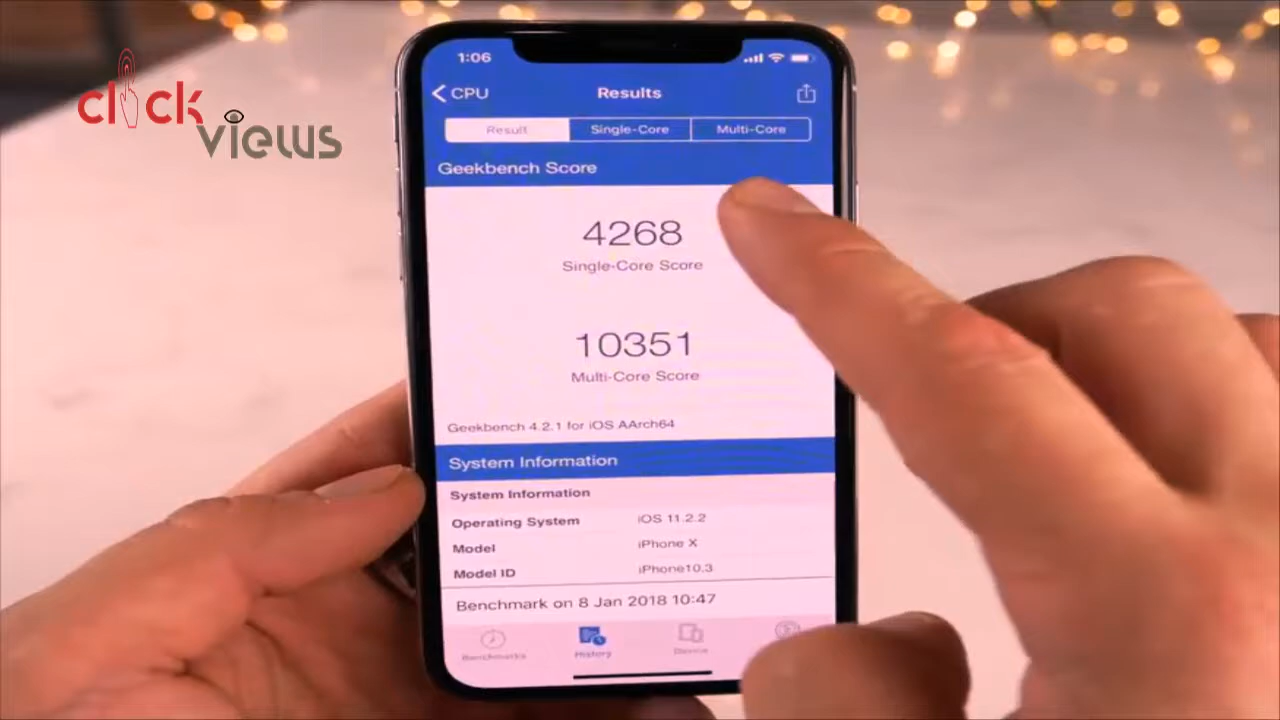 click
views
1:06
CPU
Results
Result
Single-Core
Multi-Core
Geekbench Score
4268
Single-Core Score
10351
Multi-Core Score
Geekbench 4.2.1 for iOS AArch64
System Information
System Information
Operating System iOS 11.2.2
Model iPhone X
Model ID iPhone10,3
Benchmark on 8 Jan 2018 10:47
Benchmarks
History
Device